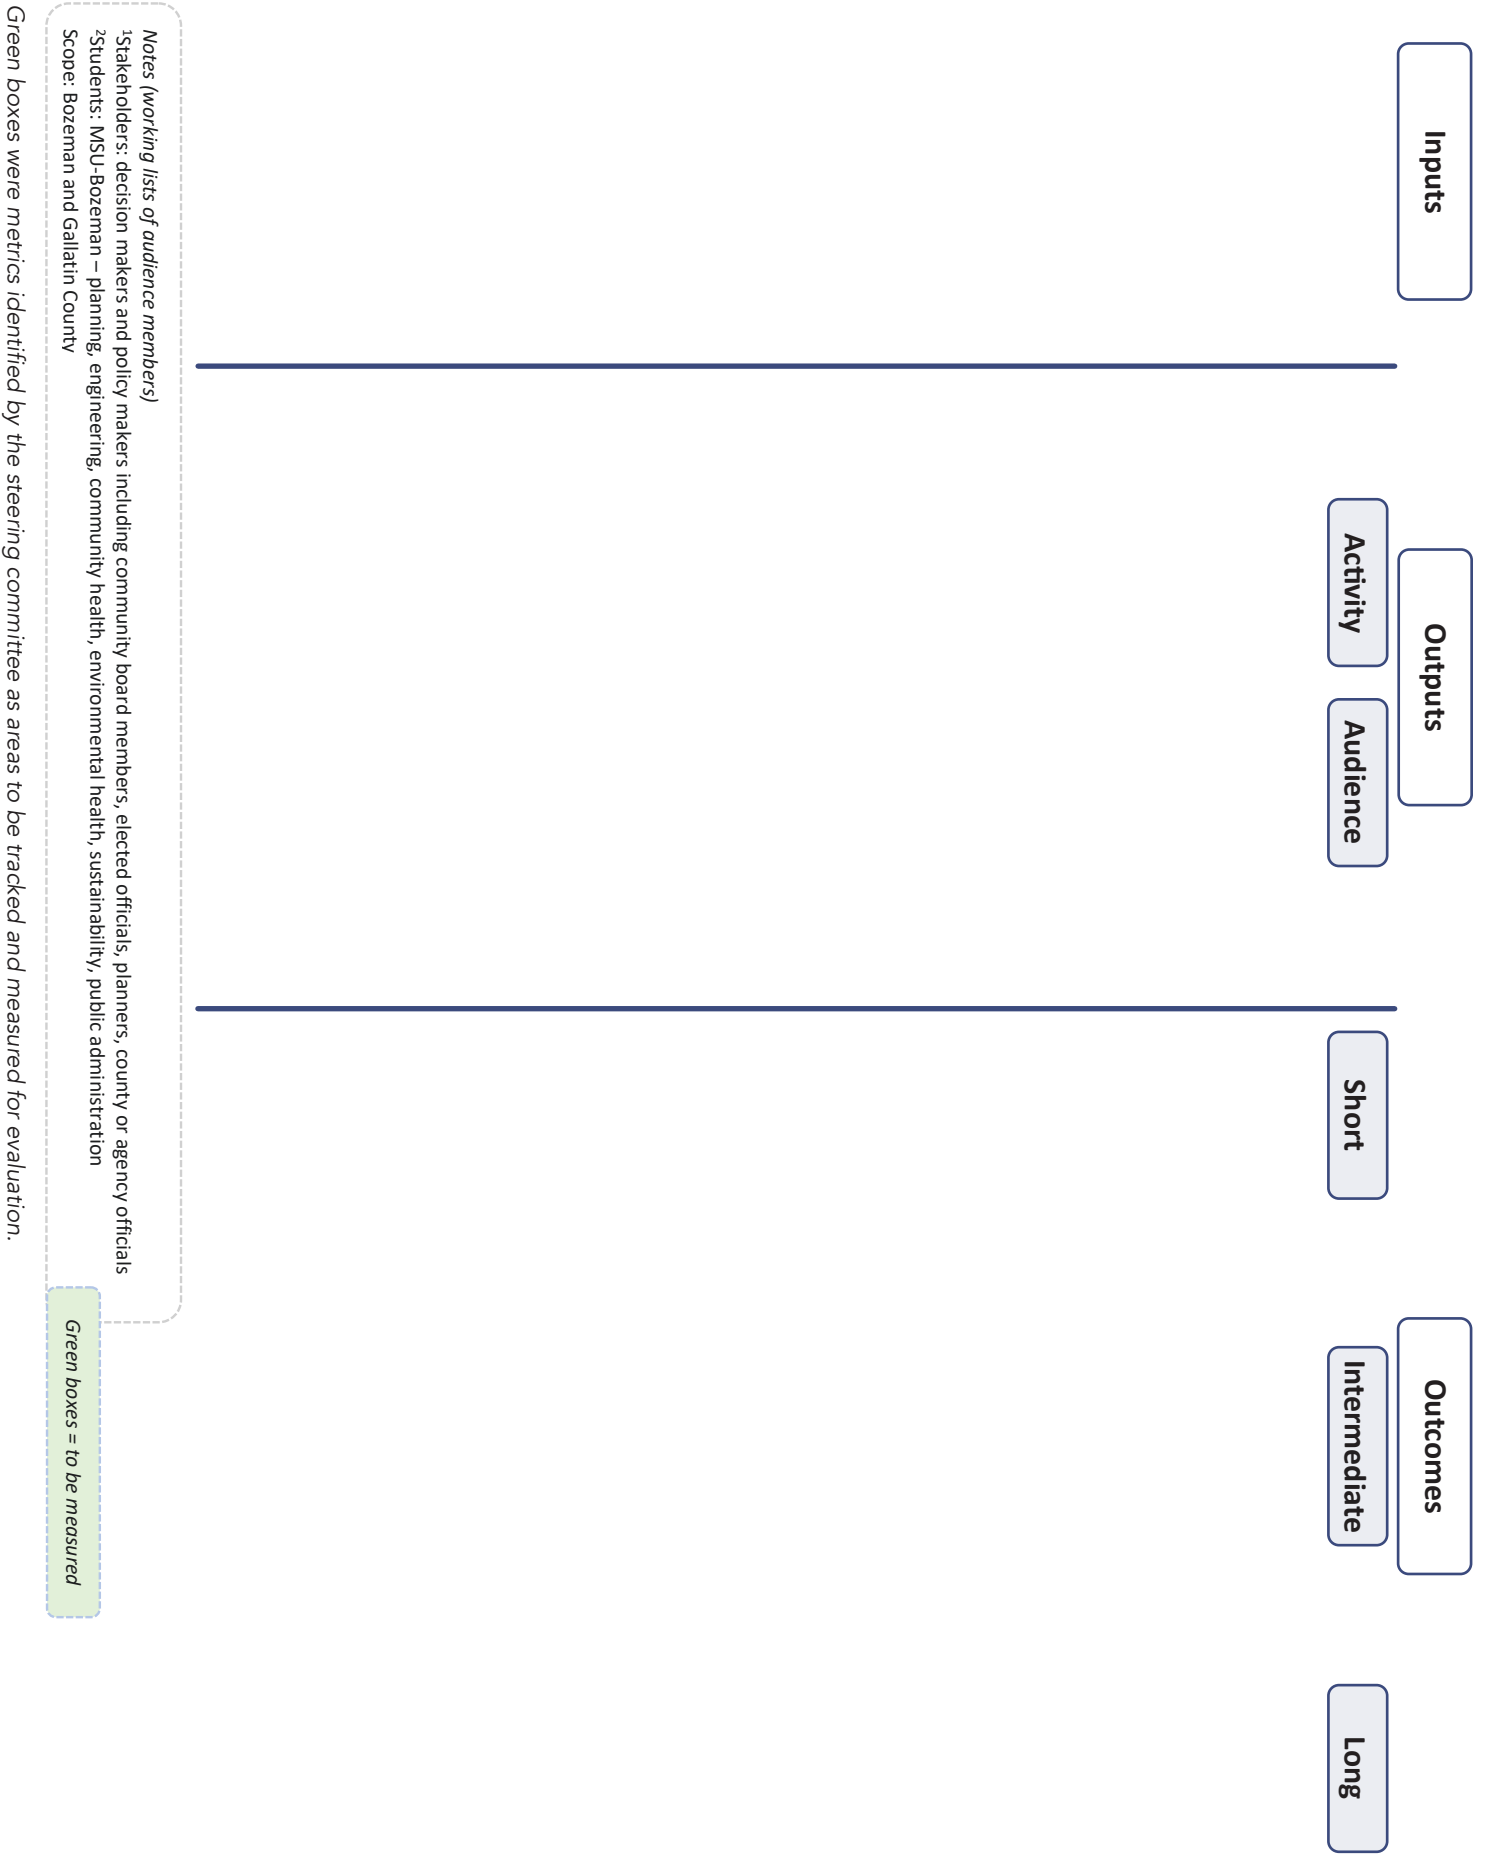 Inputs
Outputs
Outcomes
Activity
Audience
Short
Intermediate
Long
Notes (working lists of audience members)
¹Stakeholders: decision makers and policy makers including community board members, elected officials, planners, county or agency officials
²Students: MSU-Bozeman – planning, engineering, community health, environmental health, sustainability, public administration
Scope: Bozeman and Gallatin County
Green boxes = to be measured
Green boxes were metrics identified by the steering committee as areas to be tracked and measured for evaluation.